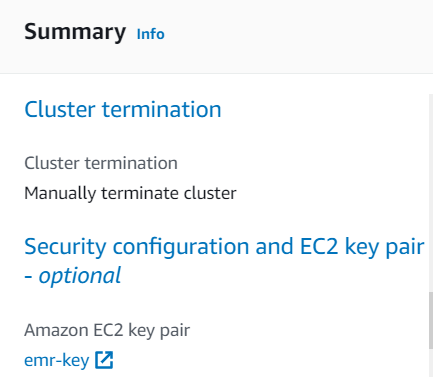 Summary Info
Cluster termination
Cluster termination
Manually terminate cluster
Security configuration and EC2 key pair
- optional
Amazon EC2 key pair
emr-key